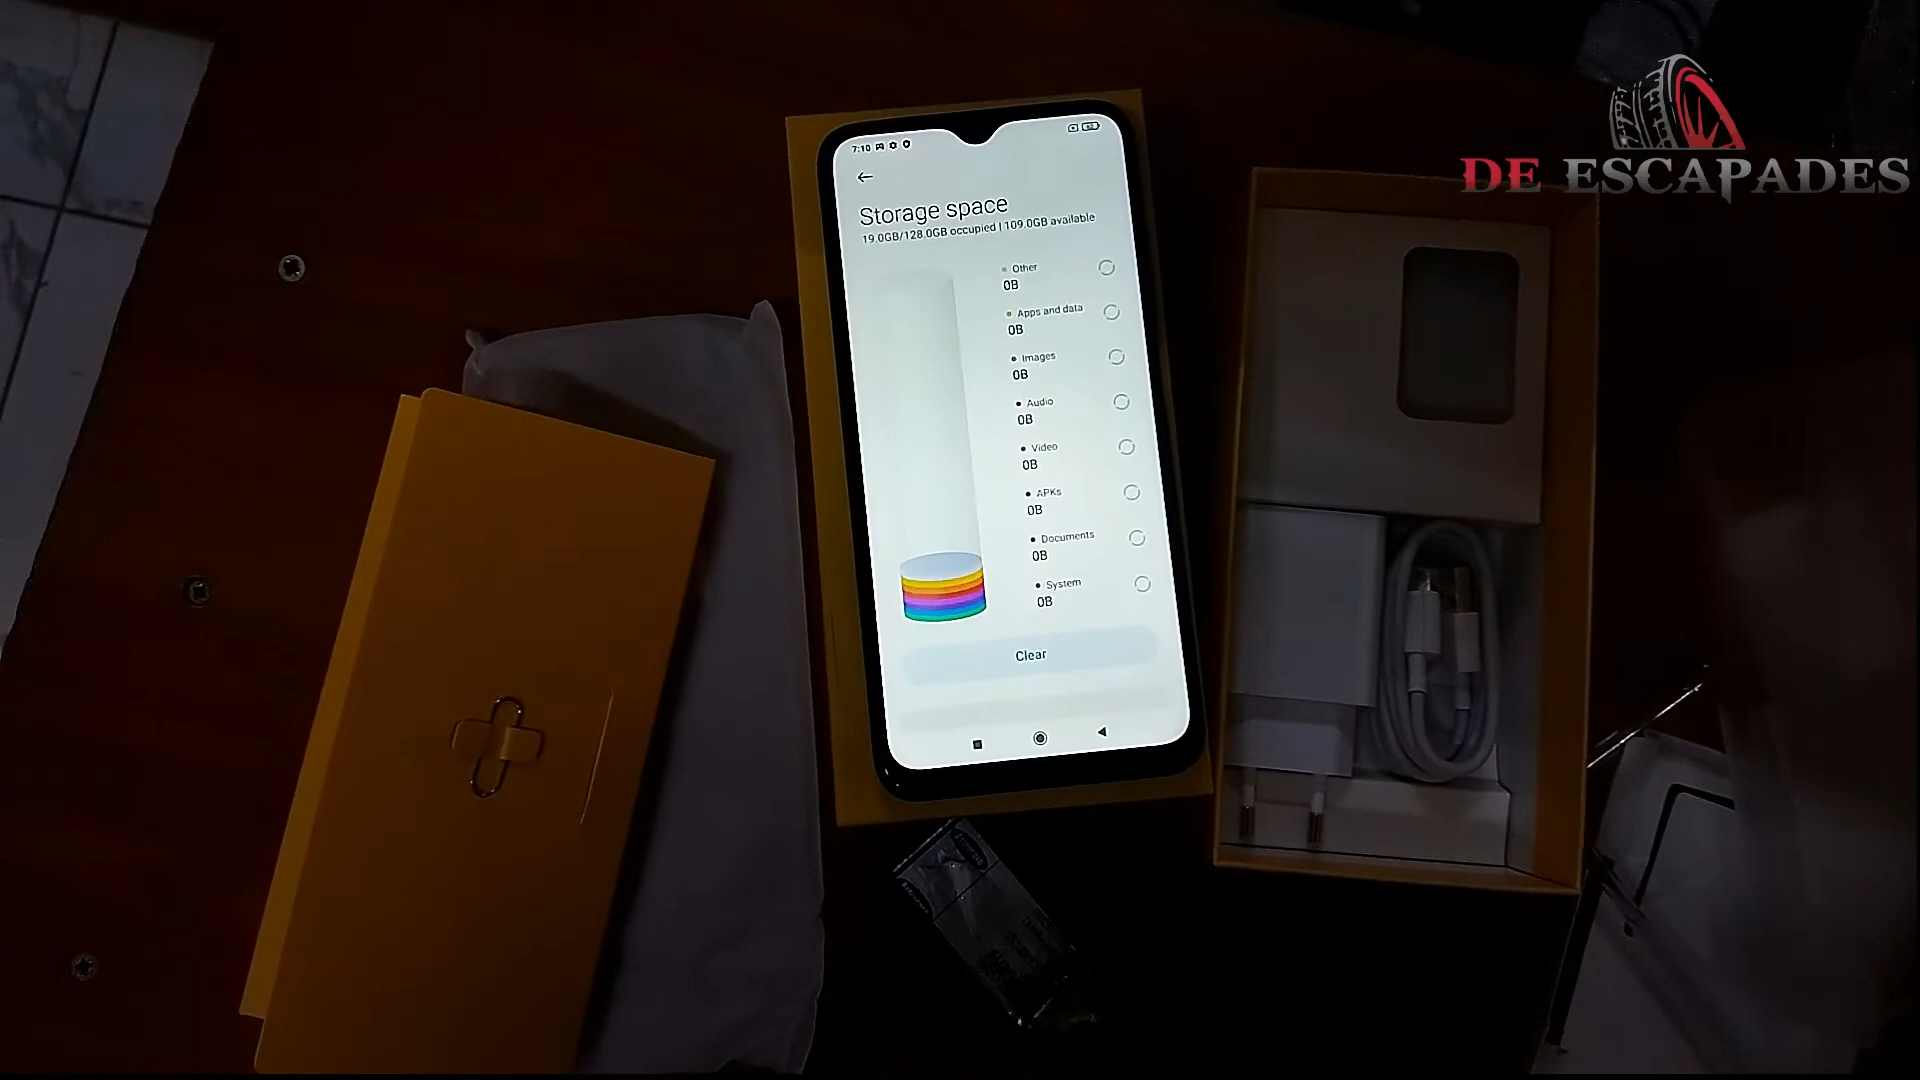 DE ESCAPADES
7:10
Storage space
19.0GB/128.0GB occupied | 109.0GB available
Other
0B
Apps and data
0B
Images
0B
Audio
0B
Video
0B
APKs
0B
Documents
0B
System
0B
Clear